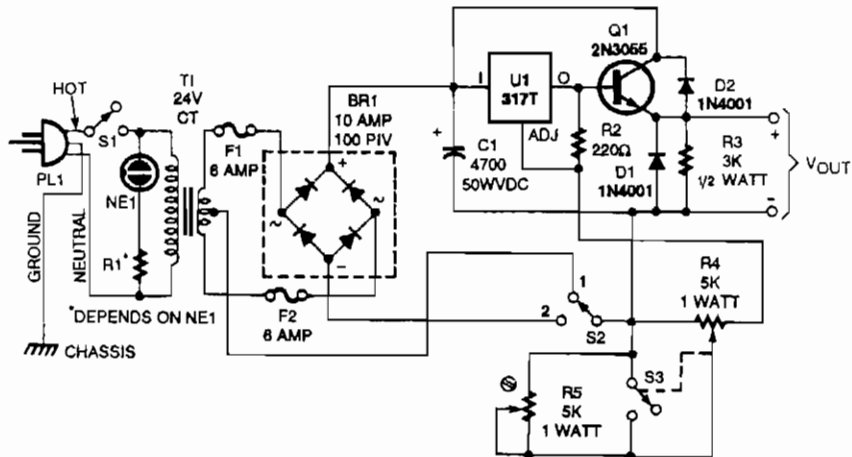 HOT
PL1
GROUND
NEUTRAL
S1
NE1
R1*
*DEPENDS ON NE1
CHASSIS
T1
24V
CT
F1
6 AMP
F2
6 AMP
BR1
10 AMP
100 PIV
+
~
~
−
+
C1
4700
50WVDC
I
U1
317T
O
ADJ
Q1
2N3055
R2
220Ω
D1
1N4001
D2
1N4001
R3
3K
1/2 WATT
+
−
VOUT
1
2
S2
R4
5K
1 WATT
S3
R5
5K
1 WATT